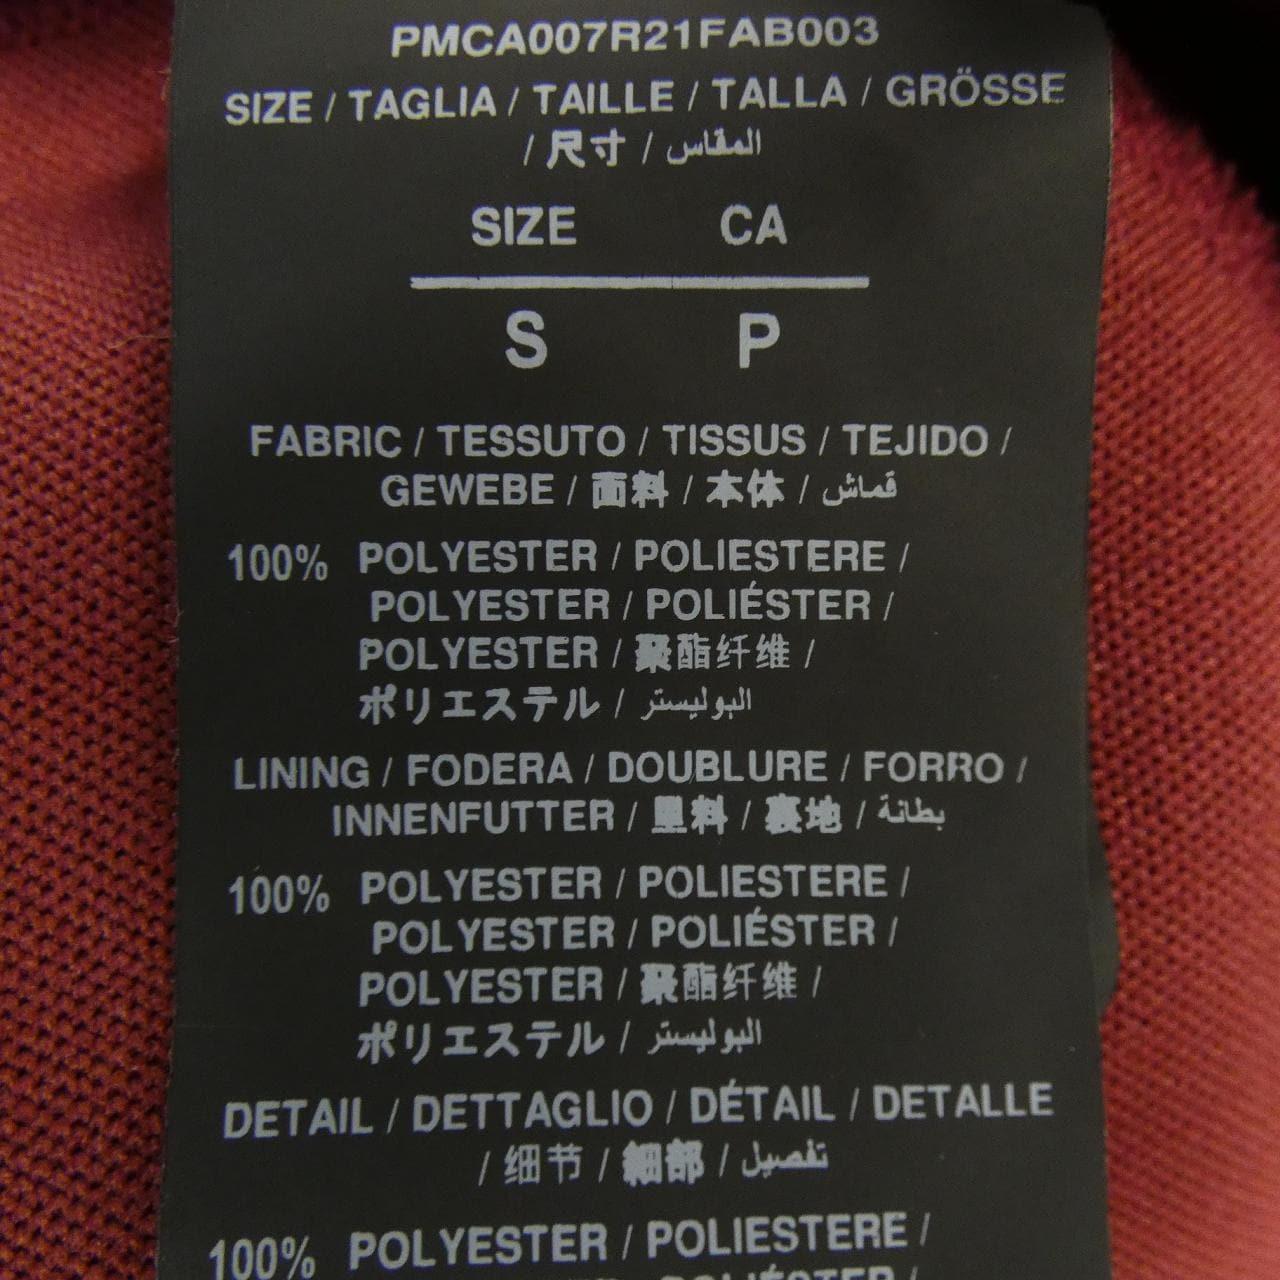 PMCA007R21FAB003
SIZE / TAGLIA / TAILLE / TALLA / GRÖSSE
/ 尺寸 / المقاس
SIZE CA
S P
FABRIC / TESSUTO / TISSUS / TEJIDO /
GEWEBE / 面料 / 本体 / قماش
100% POLYESTER / POLIESTERE /
POLYESTER / POLIÉSTER /
POLYESTER / 聚酯纤维 /
ポリエステル / البوليستر
LINING / FODERA / DOUBLURE / FORRO /
INNENFUTTER / 里料 / 裏地 / بطانة
100% POLYESTER / POLIESTERE /
POLYESTER / POLIÉSTER /
POLYESTER / 聚酯纤维 /
ポリエステル / البوليستر
DETAIL / DETTAGLIO / DÉTAIL / DETALLE
/ 细节 / 細部 / تفصيل
100% POLYESTER / POLIESTERE /